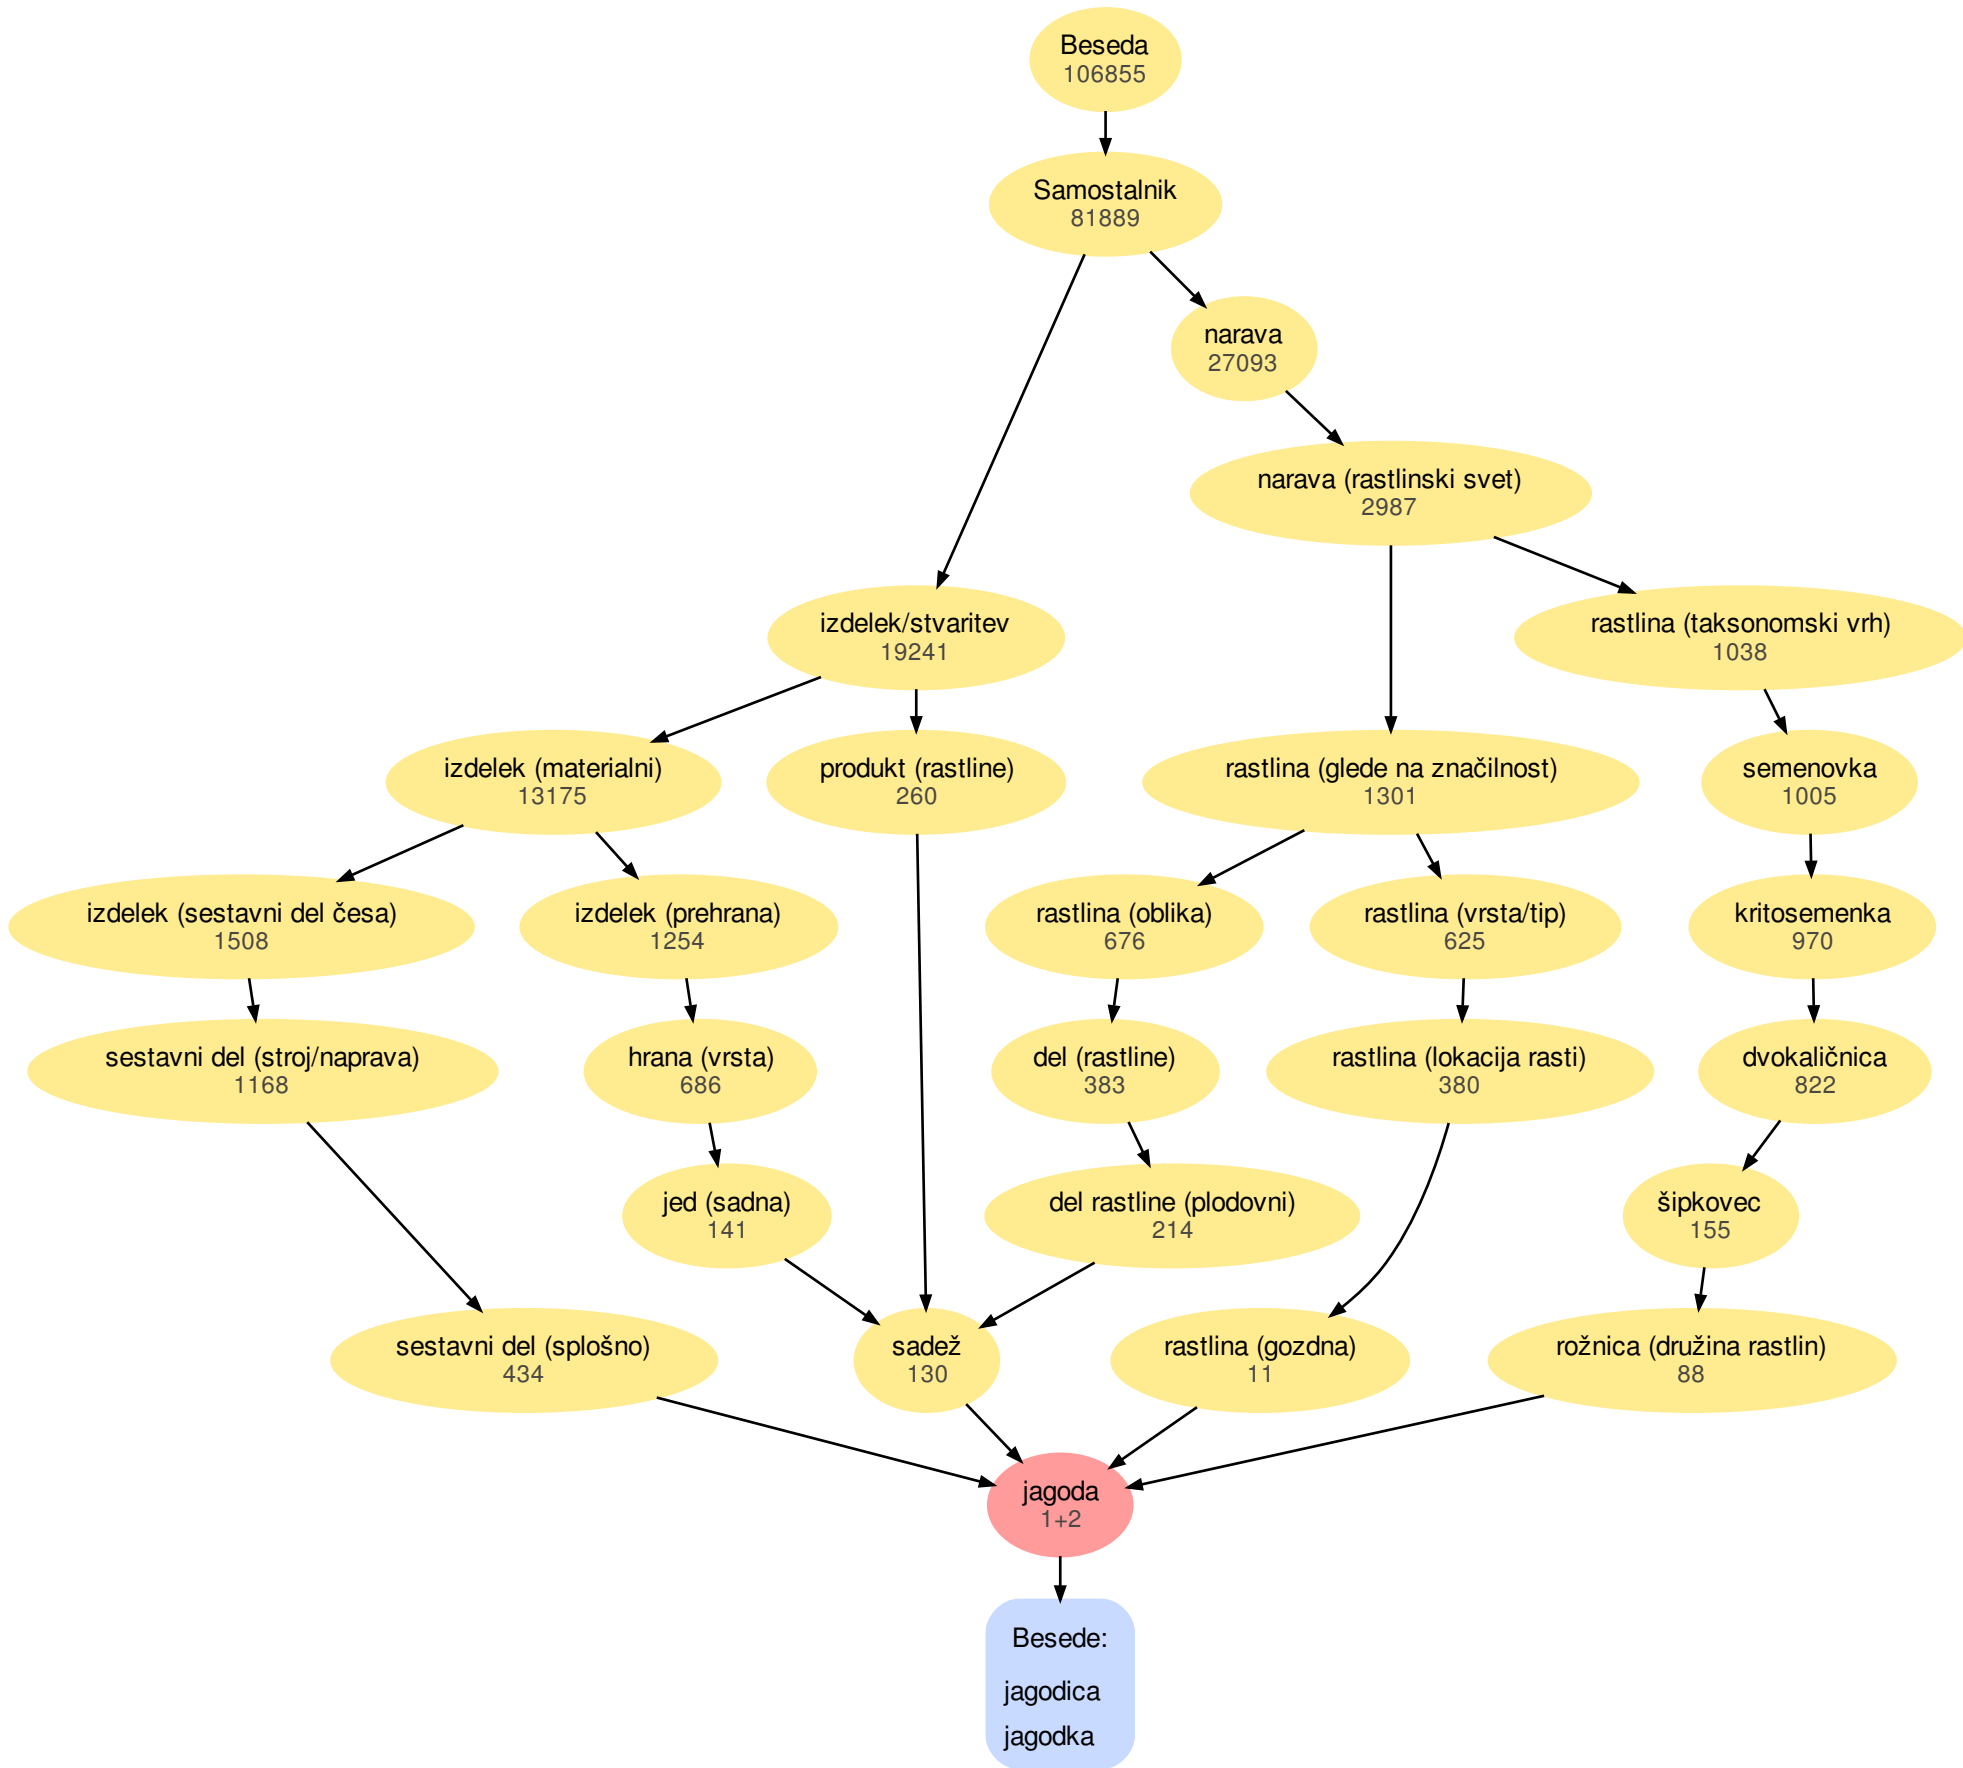 Beseda
106855
Samostalnik
81889
narava
27093
narava (rastlinski svet)
2987
izdelek/stvaritev
19241
rastlina (taksonomski vrh)
1038
izdelek (materialni)
13175
produkt (rastline)
260
rastlina (glede na značilnost)
1301
semenovka
1005
izdelek (sestavni del česa)
1508
izdelek (prehrana)
1254
rastlina (oblika)
676
rastlina (vrsta/tip)
625
kritosemenka
970
sestavni del (stroj/naprava)
1168
hrana (vrsta)
686
del (rastline)
383
rastlina (lokacija rasti)
380
dvokaličnica
822
jed (sadna)
141
del rastline (plodovni)
214
šipkovec
155
sestavni del (splošno)
434
sadež
130
rastlina (gozdna)
11
rožnica (družina rastlin)
88
jagoda
1+2
Besede:
jagodica
jagodka